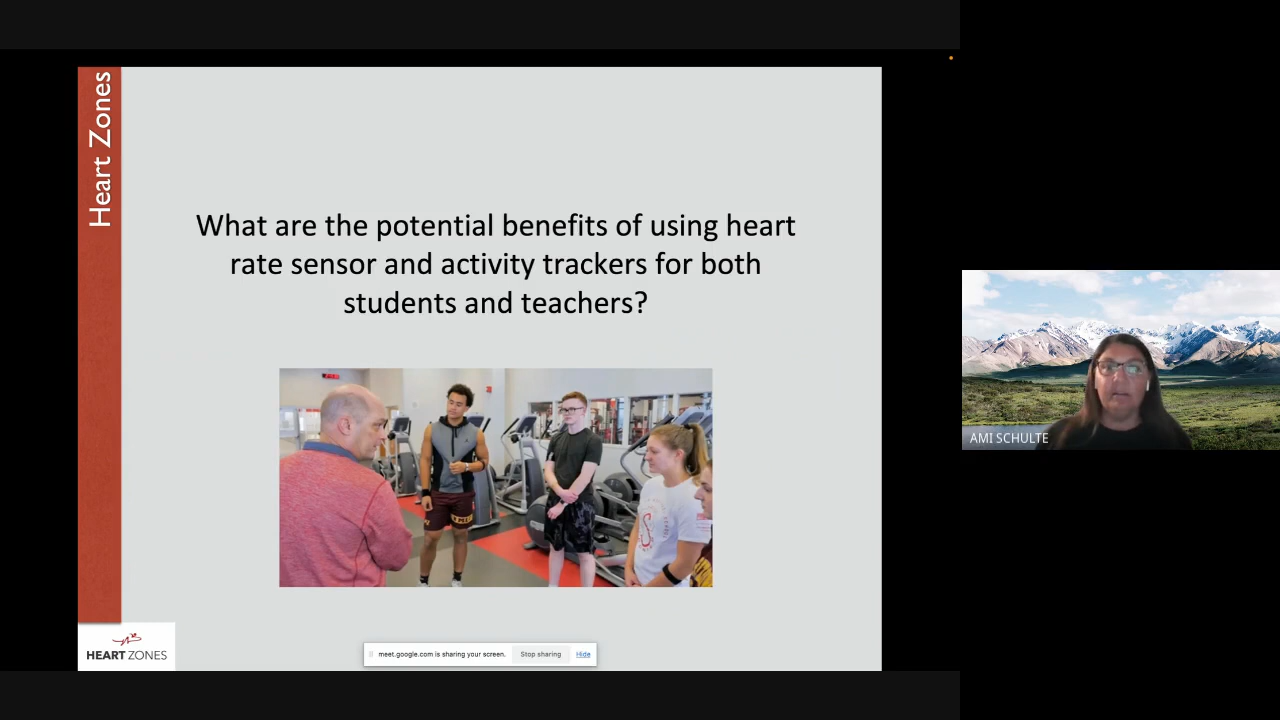 Heart Zones
What are the potential benefits of using heart
rate sensor and activity trackers for both
students and teachers?
HEART ZONES
meet.google.com is sharing your screen.
Stop sharing
Hide
AMI SCHULTE